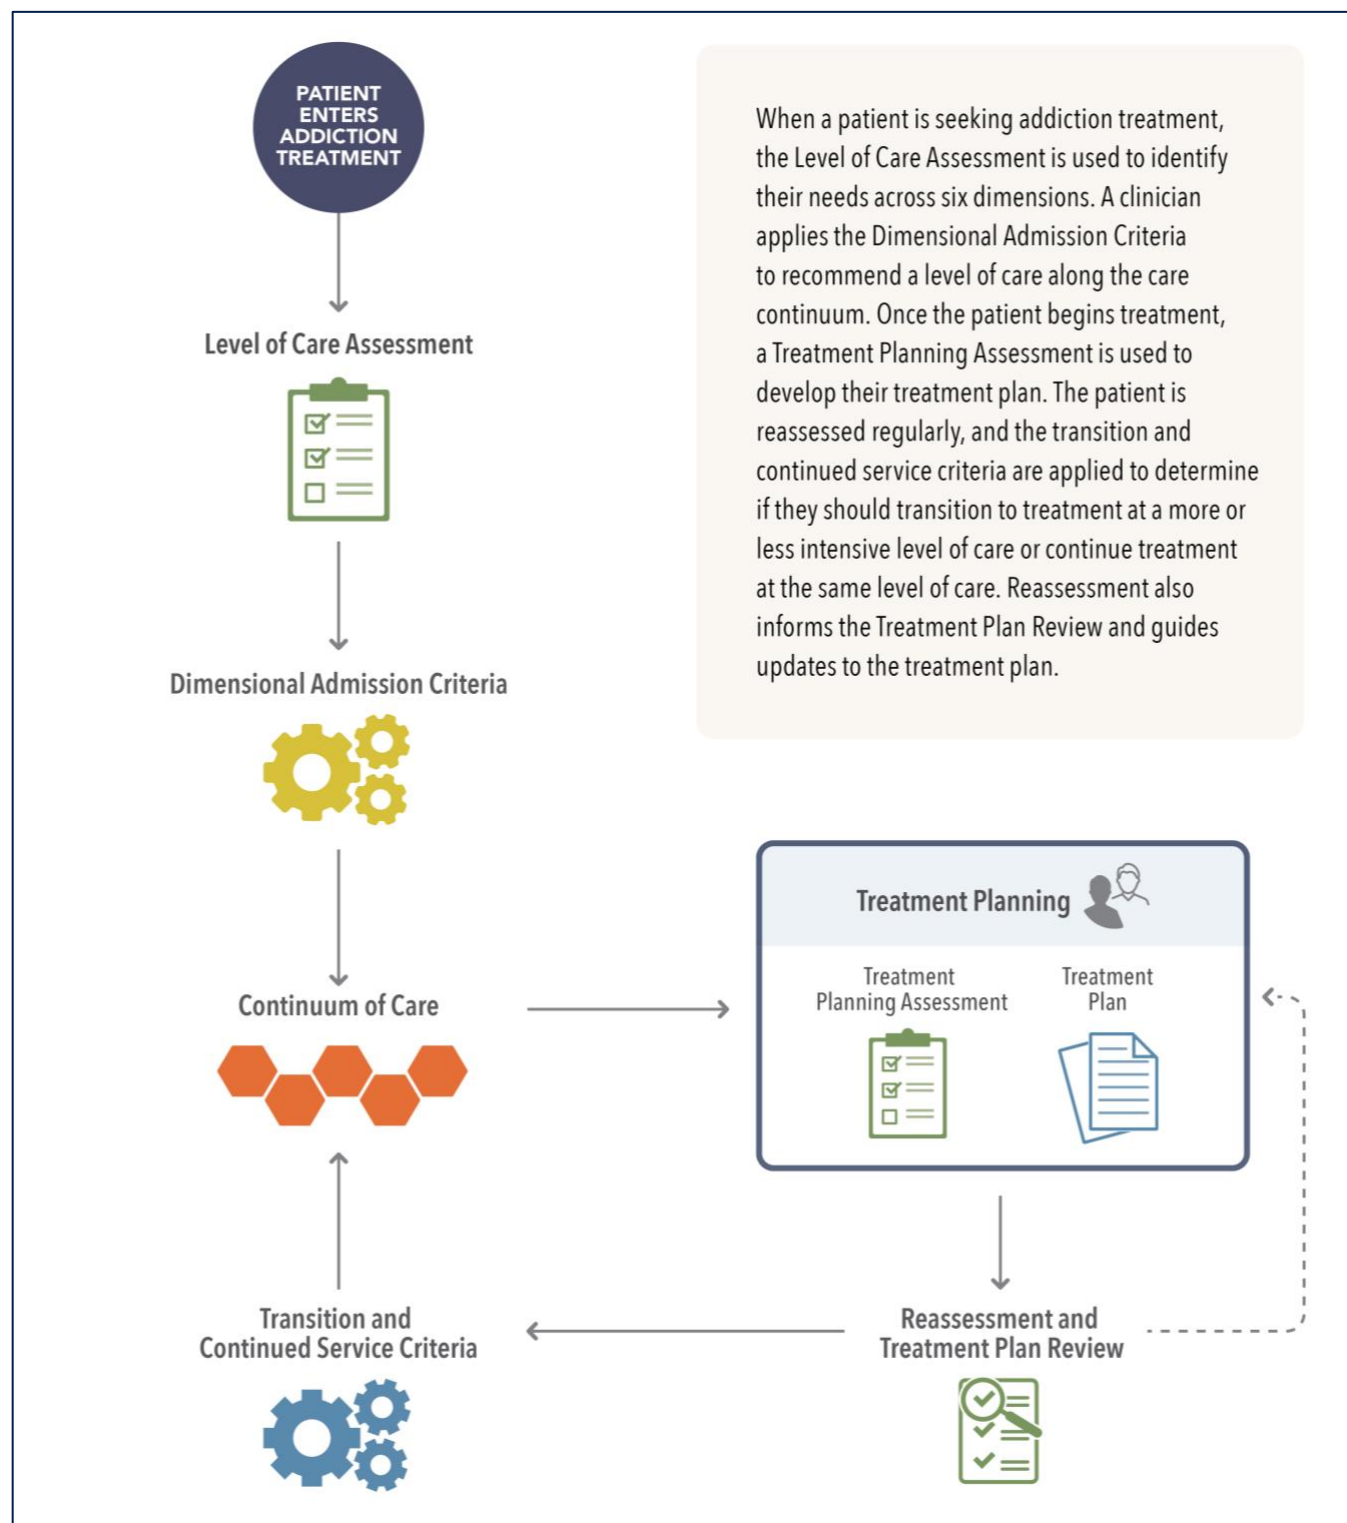 PATIENT
ENTERS
ADDICTION
TREATMENT
Level of Care Assessment
Dimensional Admission Criteria
Continuum of Care
Transition and
Continued Service Criteria
When a patient is seeking addiction treatment,
the Level of Care Assessment is used to identify
their needs across six dimensions. A clinician
applies the Dimensional Admission Criteria
to recommend a level of care along the care
continuum. Once the patient begins treatment,
a Treatment Planning Assessment is used to
develop their treatment plan. The patient is
reassessed regularly, and the transition and
continued service criteria are applied to determine
if they should transition to treatment at a more or
less intensive level of care or continue treatment
at the same level of care. Reassessment also
informs the Treatment Plan Review and guides
updates to the treatment plan.
Treatment Planning
Treatment
Planning Assessment
Treatment
Plan
Reassessment and
Treatment Plan Review